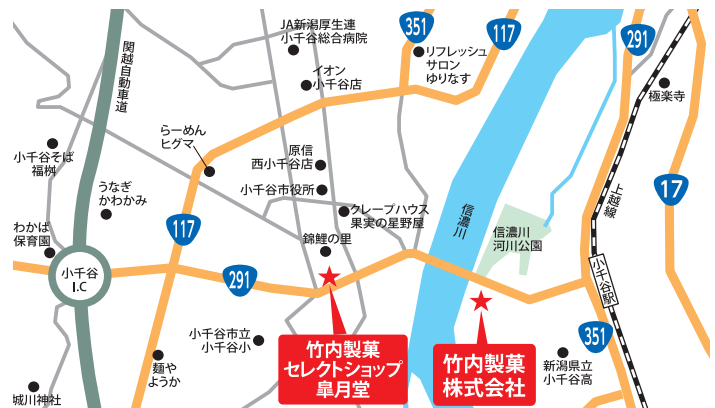 関越自動車道
JA新潟厚生連
小千谷総合病院
イオン
小千谷店
351
リフレッシュ
サロン
ゆりなす
117
291
極楽寺
小千谷そば
福桝
らーめん
ヒグマ
原信
西小千谷店
小千谷市役所
うなぎ
かわかみ
クレープハウス
果実の星野屋
信濃川
信濃川
河川公園
上越線
17
わかば
保育園
117
錦鯉の里
小千谷
I.C
291
小千谷駅
小千谷市立
小千谷小
竹内製菓
セレクトショップ
皐月堂
竹内製菓
株式会社
351
新潟県立
小千谷高
麺や
ようか
城川神社